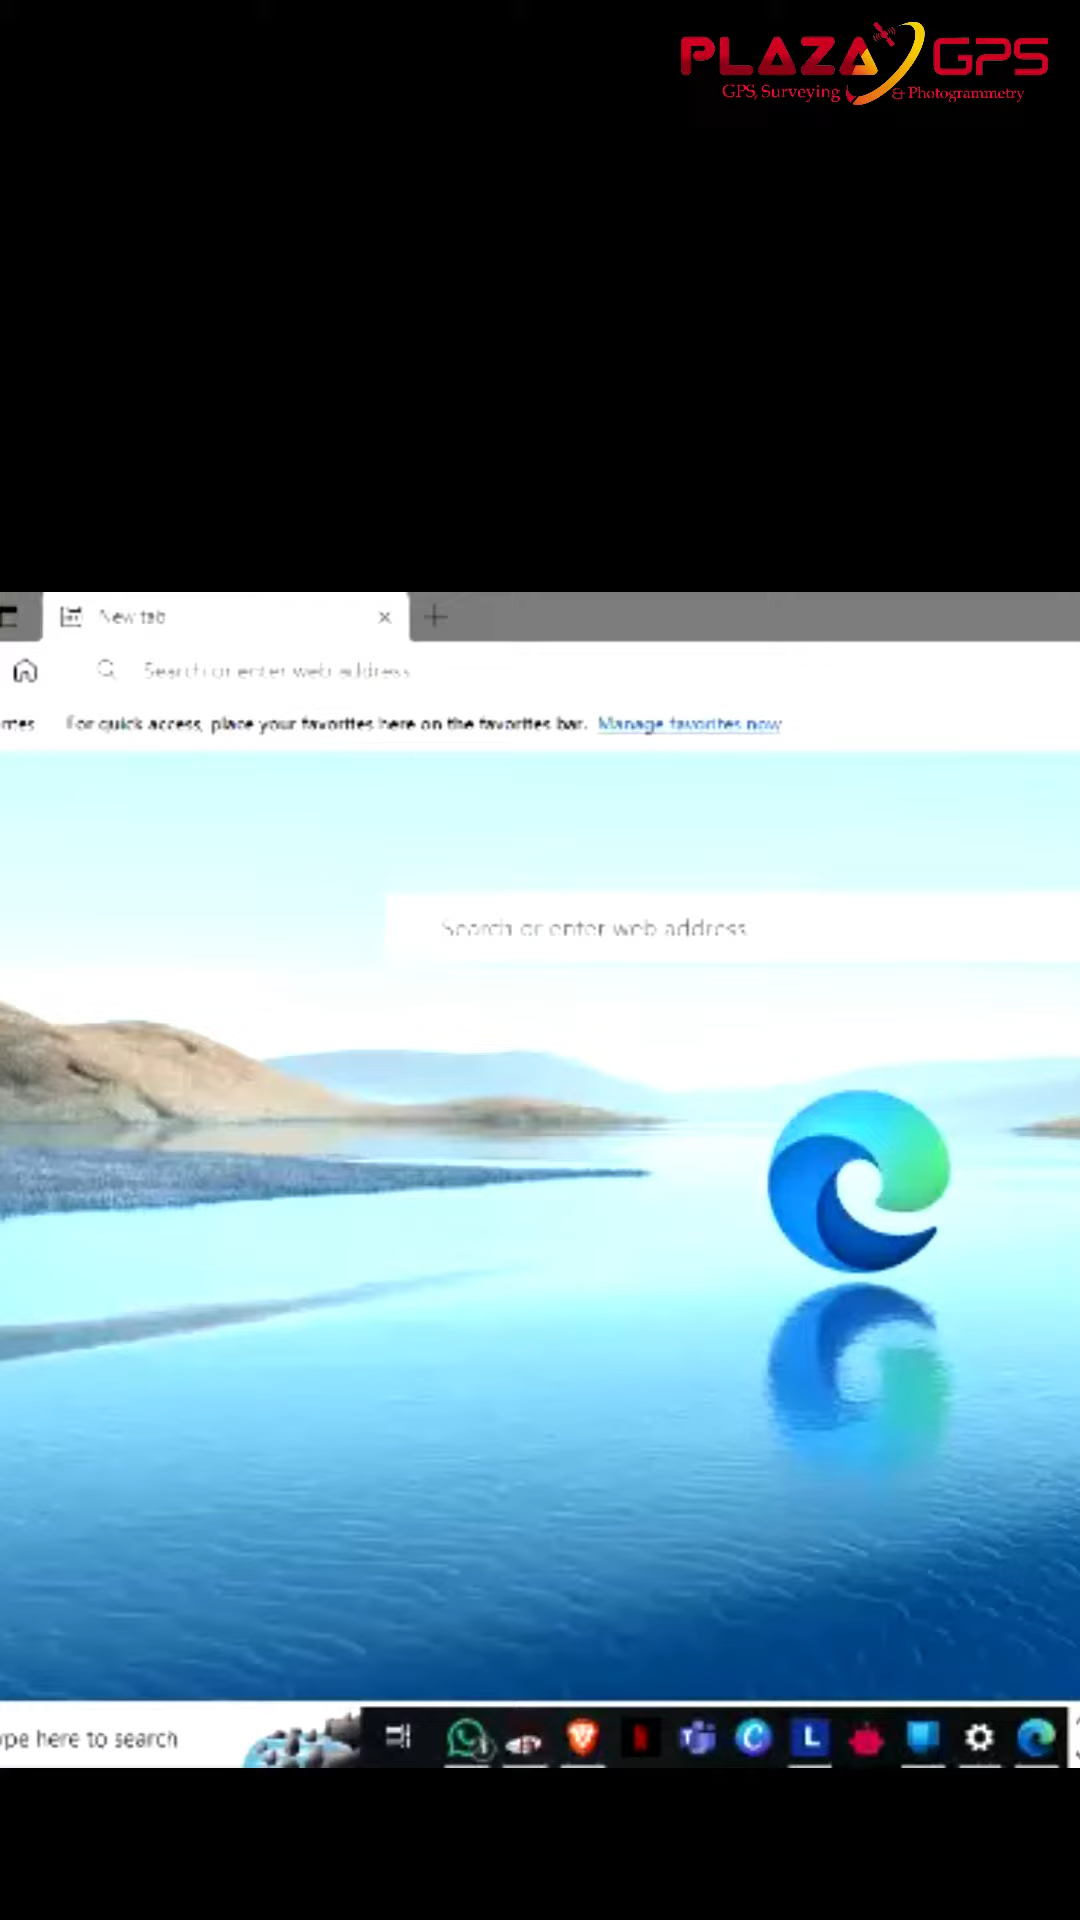 PLAZA GPS
GPS, Surveying & Photogrammetry
New tab
Search or enter web address
For quick access, place your favorites here on the favorites bar. Manage favorites now
Search or enter web address
ype here to search
L